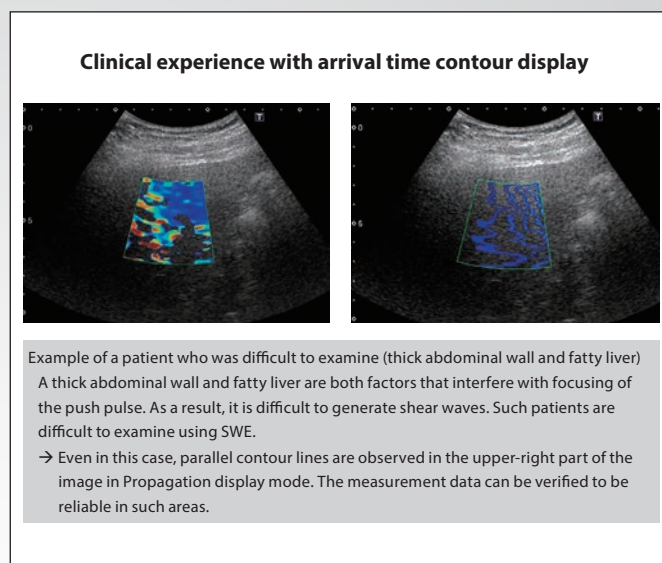 Clinical experience with arrival time contour display
T
T
0
0
5
5
Example of a patient who was difficult to examine (thick abdominal wall and fatty liver)
A thick abdominal wall and fatty liver are both factors that interfere with focusing of
the push pulse. As a result, it is difficult to generate shear waves. Such patients are
difficult to examine using SWE.
→ Even in this case, parallel contour lines are observed in the upper-right part of the
image in Propagation display mode. The measurement data can be verified to be
reliable in such areas.